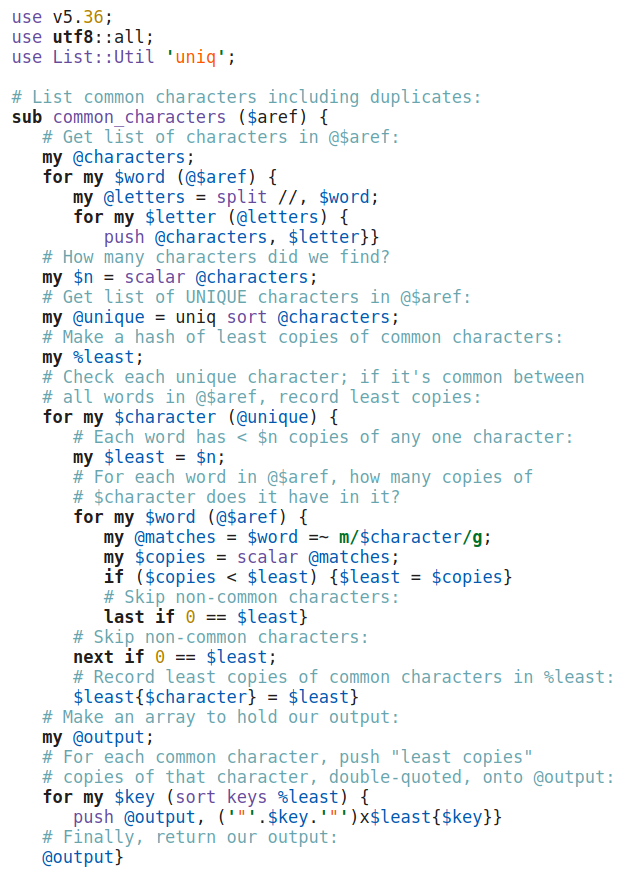 use v5.36;
use utf8::all;
use List::Util 'uniq';

# List common characters including duplicates:
sub common_characters ($aref) {
   # Get list of characters in @$aref:
   my @characters;
   for my $word (@$aref) {
      my @letters = split //, $word;
      for my $letter (@letters) {
         push @characters, $letter}}
   # How many characters did we find?
   my $n = scalar @characters;
   # Get list of UNIQUE characters in @$aref:
   my @unique = uniq sort @characters;
   # Make a hash of least copies of common characters:
   my %least;
   # Check each unique character; if it's common between
   # all words in @$aref, record least copies:
   for my $character (@unique) {
      # Each word has < $n copies of any one character:
      my $least = $n;
      # For each word in @$aref, how many copies of
      # $character does it have in it?
      for my $word (@$aref) {
         my @matches = $word =~ m/$character/g;
         my $copies = scalar @matches;
         if ($copies < $least) {$least = $copies}
         # Skip non-common characters:
         last if 0 == $least}
      # Skip non-common characters:
      next if 0 == $least;
      # Record least copies of common characters in %least:
      $least{$character} = $least}
   # Make an array to hold our output:
   my @output;
   # For each common character, push "least copies"
   # copies of that character, double-quoted, onto @output:
   for my $key (sort keys %least) {
      push @output, ('"'.$key.'"')x$least{$key}}
   # Finally, return our output:
   @output}